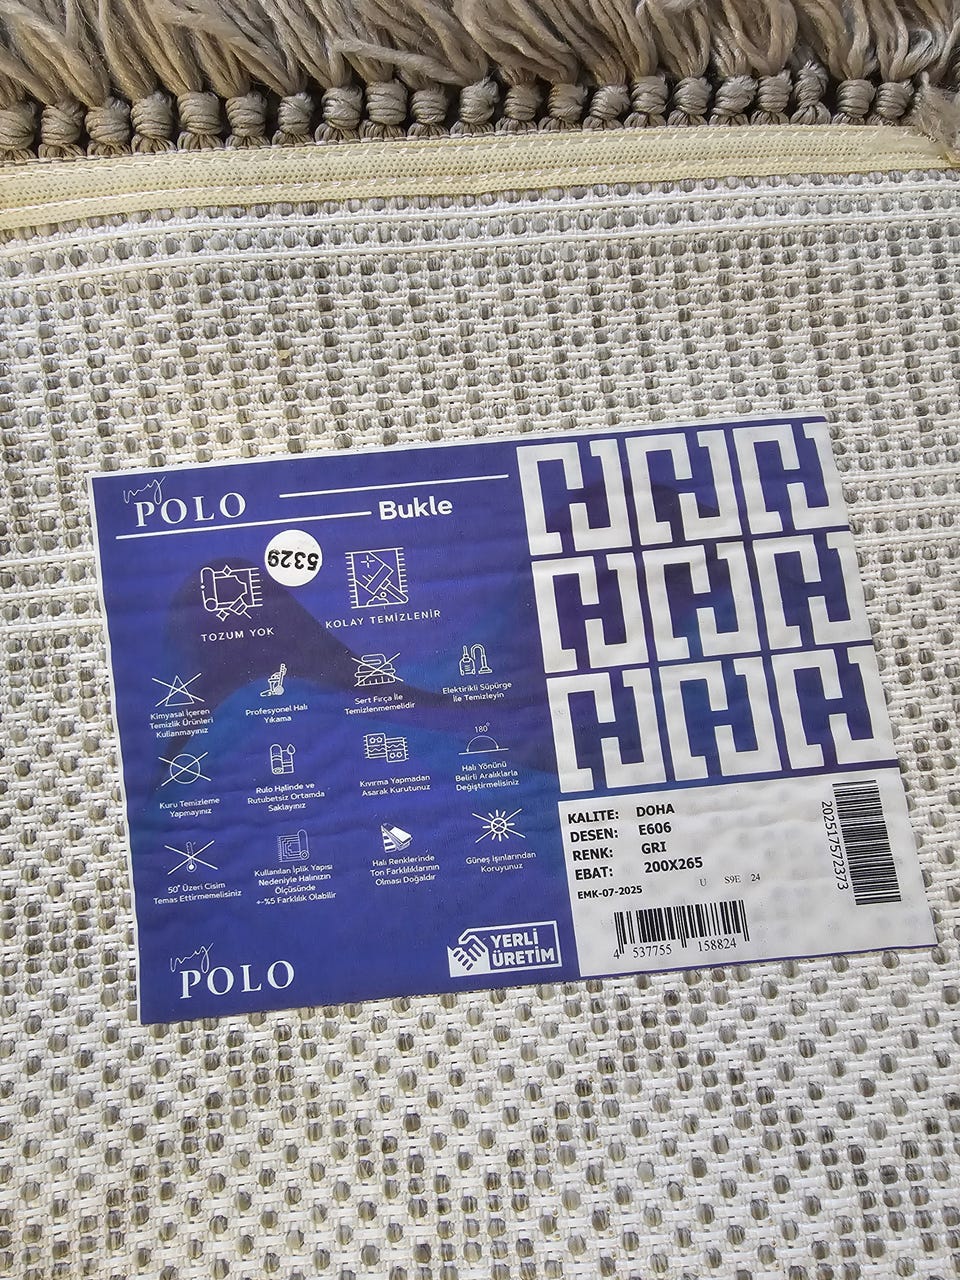 my
POLO
Bukle
5329
TOZUM YOK
KOLAY TEMİZLENİR
Kimyasal İçeren
Temizlik Ürünleri
Kullanmayınız
Profesyonel Halı
Yıkama
Sert Fırça İle
Temizlenmemelidir
Elektirikli Süpürge
İle Temizleyin
Kuru Temizleme
Yapmayınız
Rulo Halinde ve
Rutubetsiz Ortamda
Saklayınız
Kıvırma Yapmadan
Asarak Kurutunuz
180°
Halı Yönünü
Belirli Aralıklarla
Değiştirmelisiniz
50° Üzeri Cisim
Temas Ettirmemelisiniz
Kullanılan İplik Yapısı
Nedeniyle Halınızın
Ölçüsünde
+-%5 Farklılık Olabilir
Halı Renklerinde
Ton Farklılıklarının
Olması Doğaldır
Güneş Işınlarından
Koruyunuz
my
POLO
YERLİ
ÜRETİM
KALITE: DOHA
DESEN: E606
RENK: GRI
EBAT: 200X265
EMK-07-2025
U S9E 24
4 537755 158824
202517572373